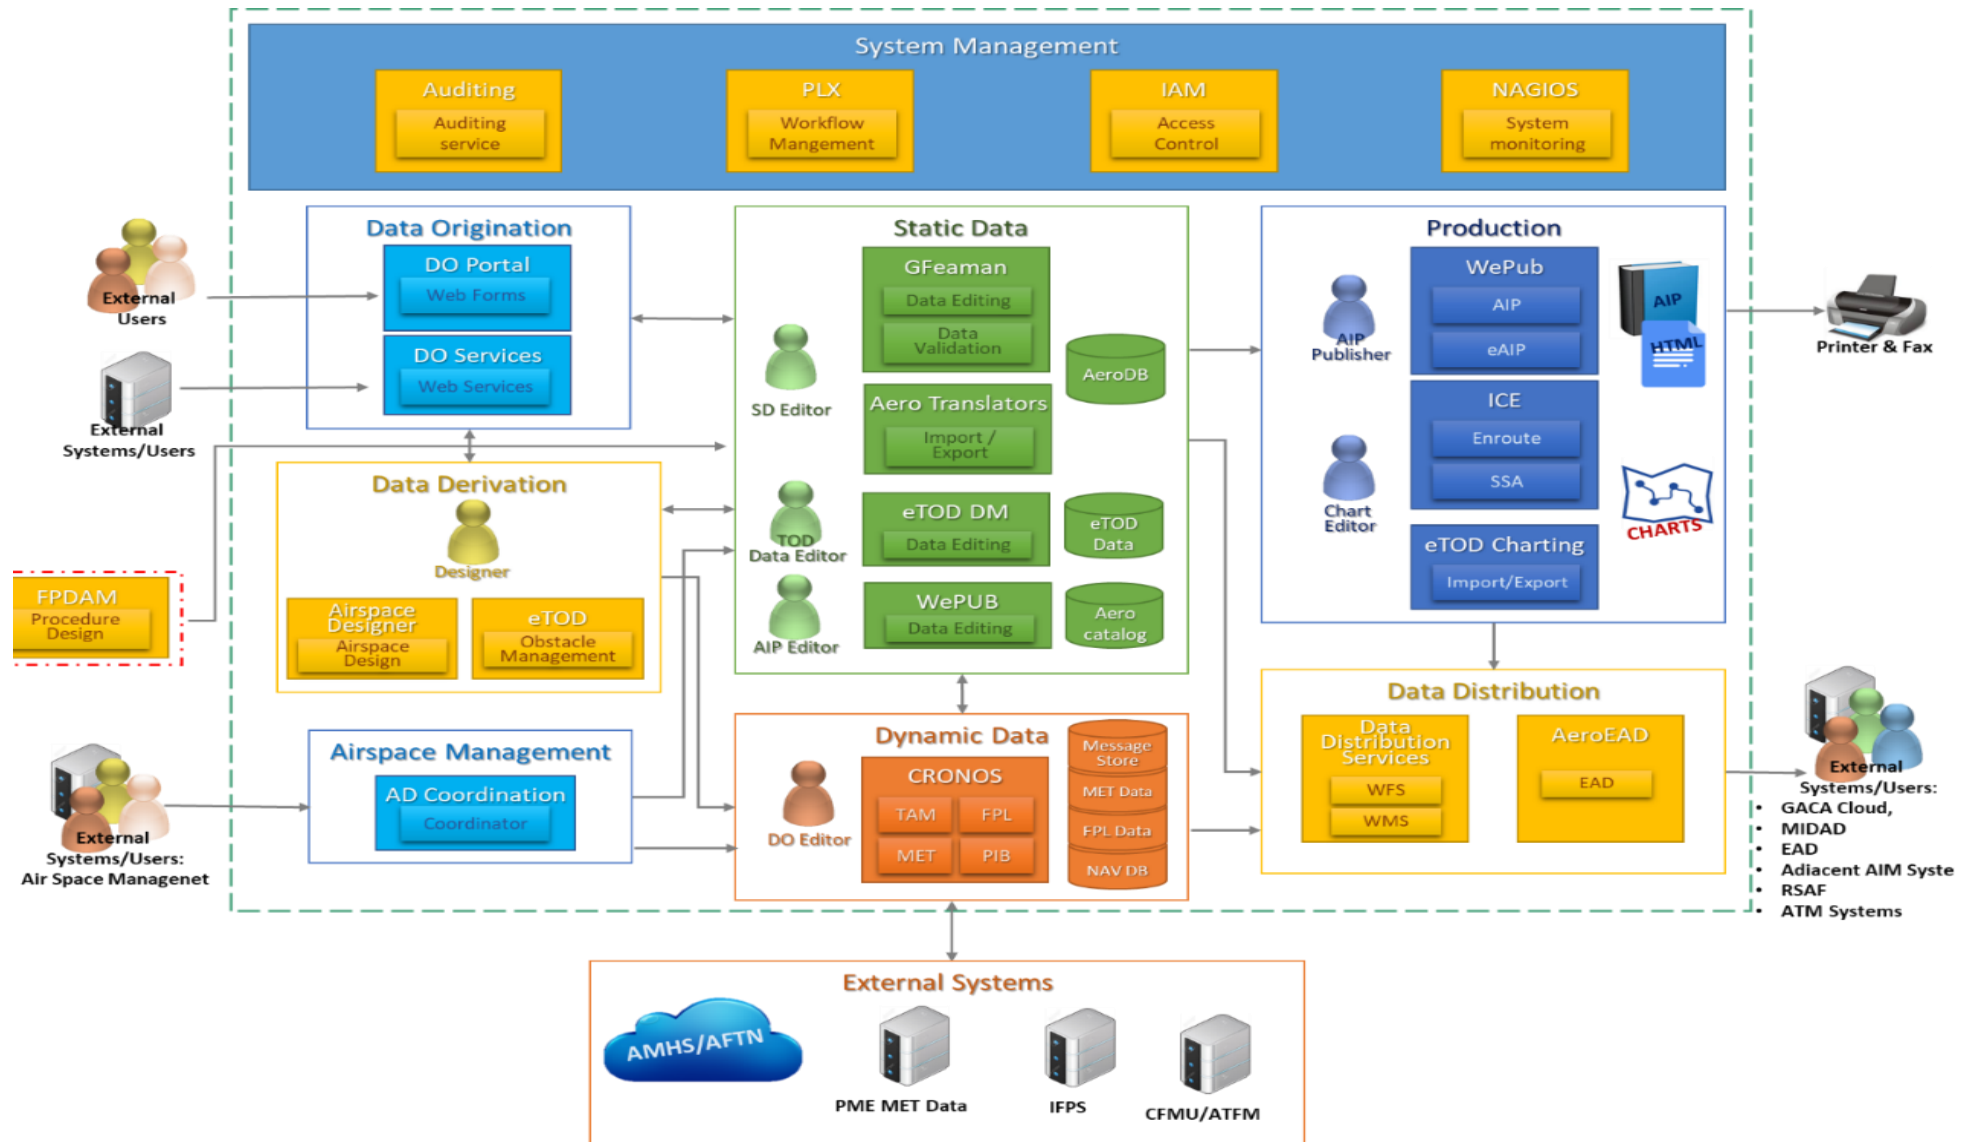 System Management
Auditing
Auditing
service
PLX
Workflow
Mangement
IAM
Access
Control
NAGIOS
System
monitoring
External
Users
External
Systems/Users
Data Origination
DO Portal
Web Forms
DO Services
Web Services
Data Derivation
Designer
Airspace
Designer
Airspace
Design
eTOD
Obstacle
Management
FPDAM
Procedure
Design
Airspace Management
AD Coordination
Coordinator
External
Systems/Users:
Air Space Managenet
Static Data
GFeaman
Data Editing
Data
Validation
SD Editor
AeroDB
Aero Translators
Import /
Export
TOD
Data Editor
eTOD DM
Data Editing
eTOD
Data
AIP Editor
WePUB
Data Editing
Aero
catalog
Dynamic Data
DO Editor
CRONOS
TAM
FPL
MET
PIB
Message
Store
MET Data
FPL Data
NAV DB
Production
AIP
Publisher
WePub
AIP
eAIP
AIP
HTML
Chart
Editor
ICE
Enroute
SSA
CHARTS
eTOD Charting
Import/Export
Printer & Fax
Data Distribution
Data
Distribution
Services
WFS
WMS
AeroEAD
EAD
External
Systems/Users:
• GACA Cloud,
• MIDAD
• EAD
• Adiacent AIM Syste
• RSAF
• ATM Systems
External Systems
AMHS/AFTN
PME MET Data
IFPS
CFMU/ATFM